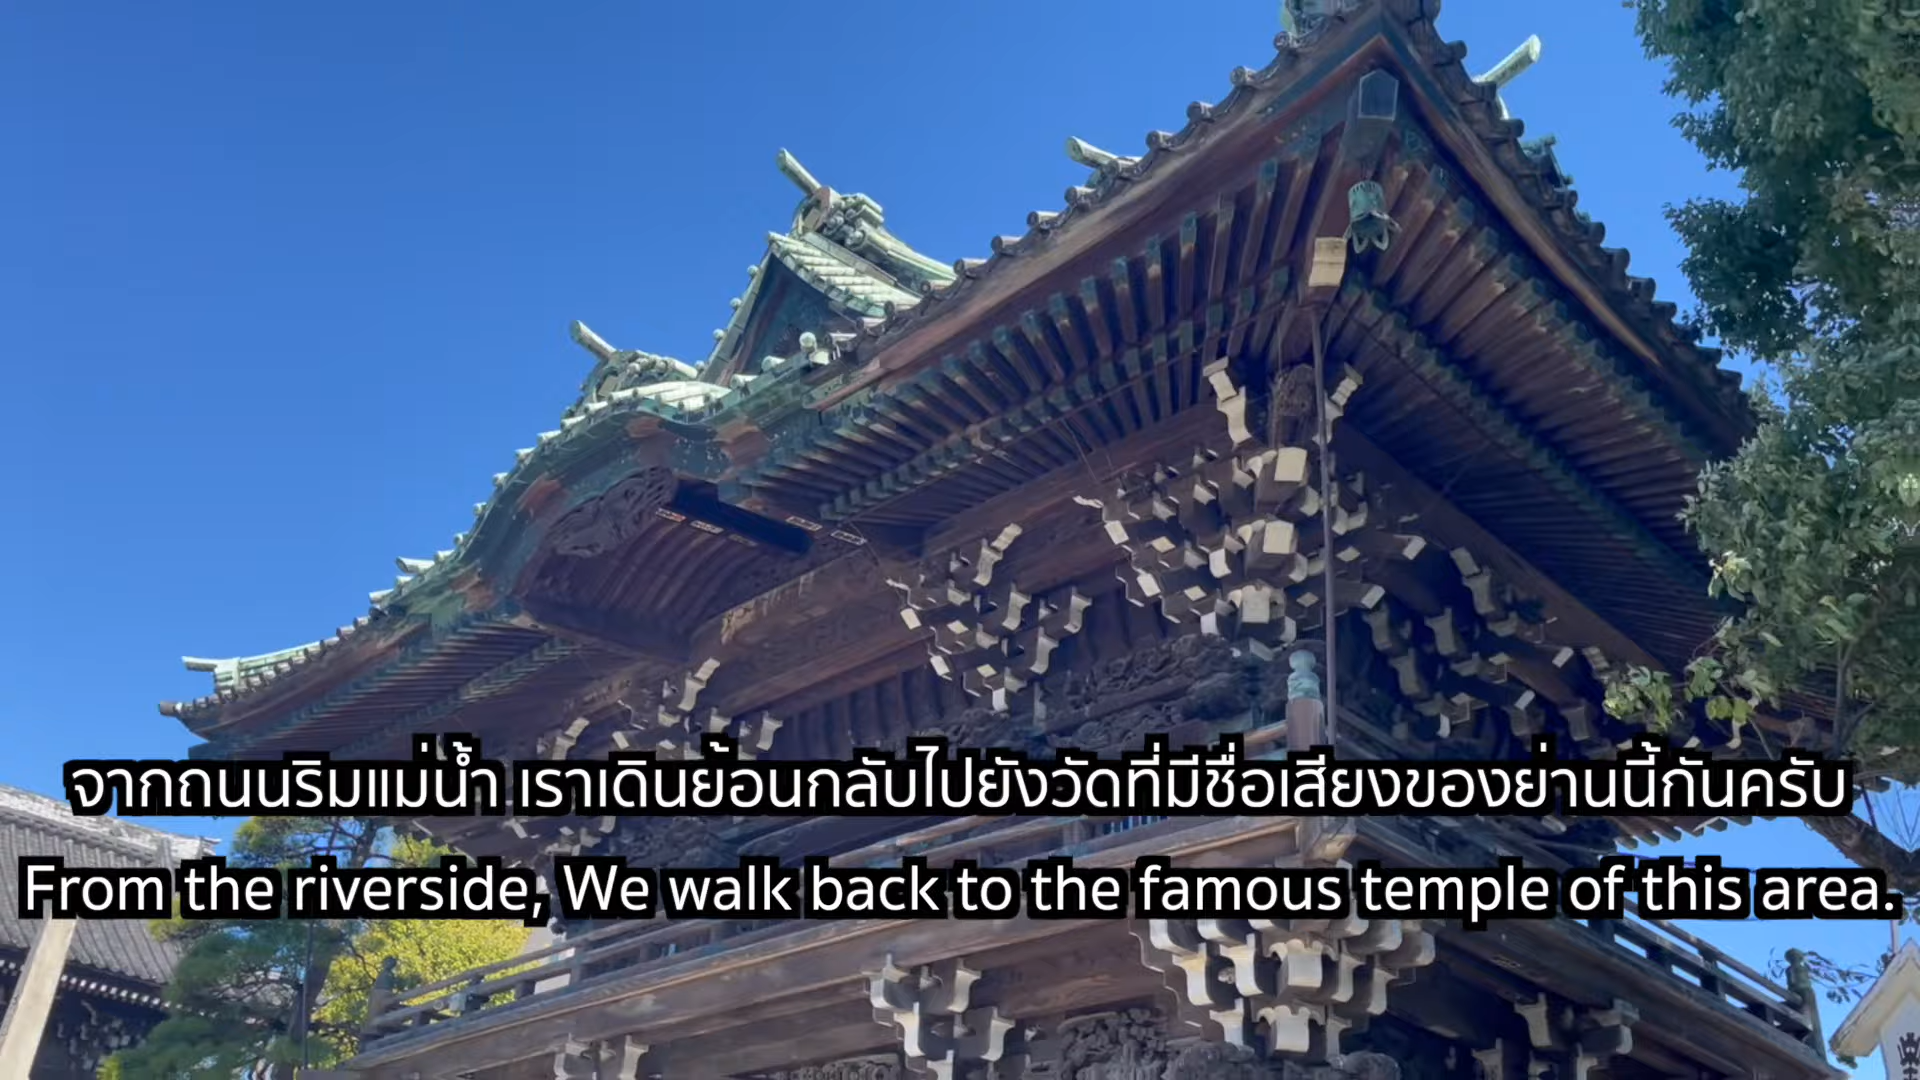 จากถนนริมแม่น้ำ เราเดินย้อนกลับไปยังวัดที่มีชื่อเสียงของย่านนี้กันครับ
From the riverside, We walk back to the famous temple of this area.